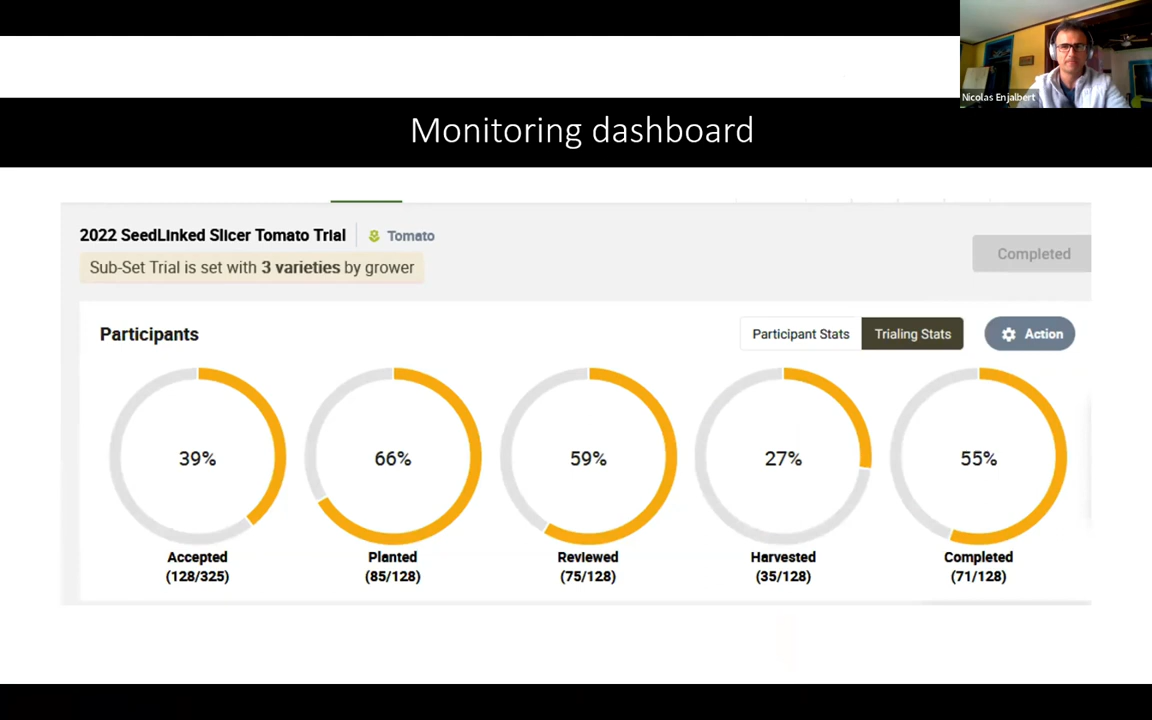 Nicolas Enjalbert
Monitoring dashboard
2022 SeedLinked Slicer Tomato Trial
Tomato
Sub-Set Trial is set with 3 varieties by grower
Completed
Participants
Participant Stats
Trialing Stats
Action
39%
66%
59%
27%
55%
Accepted
(128/325)
Planted
(85/128)
Reviewed
(75/128)
Harvested
(35/128)
Completed
(71/128)